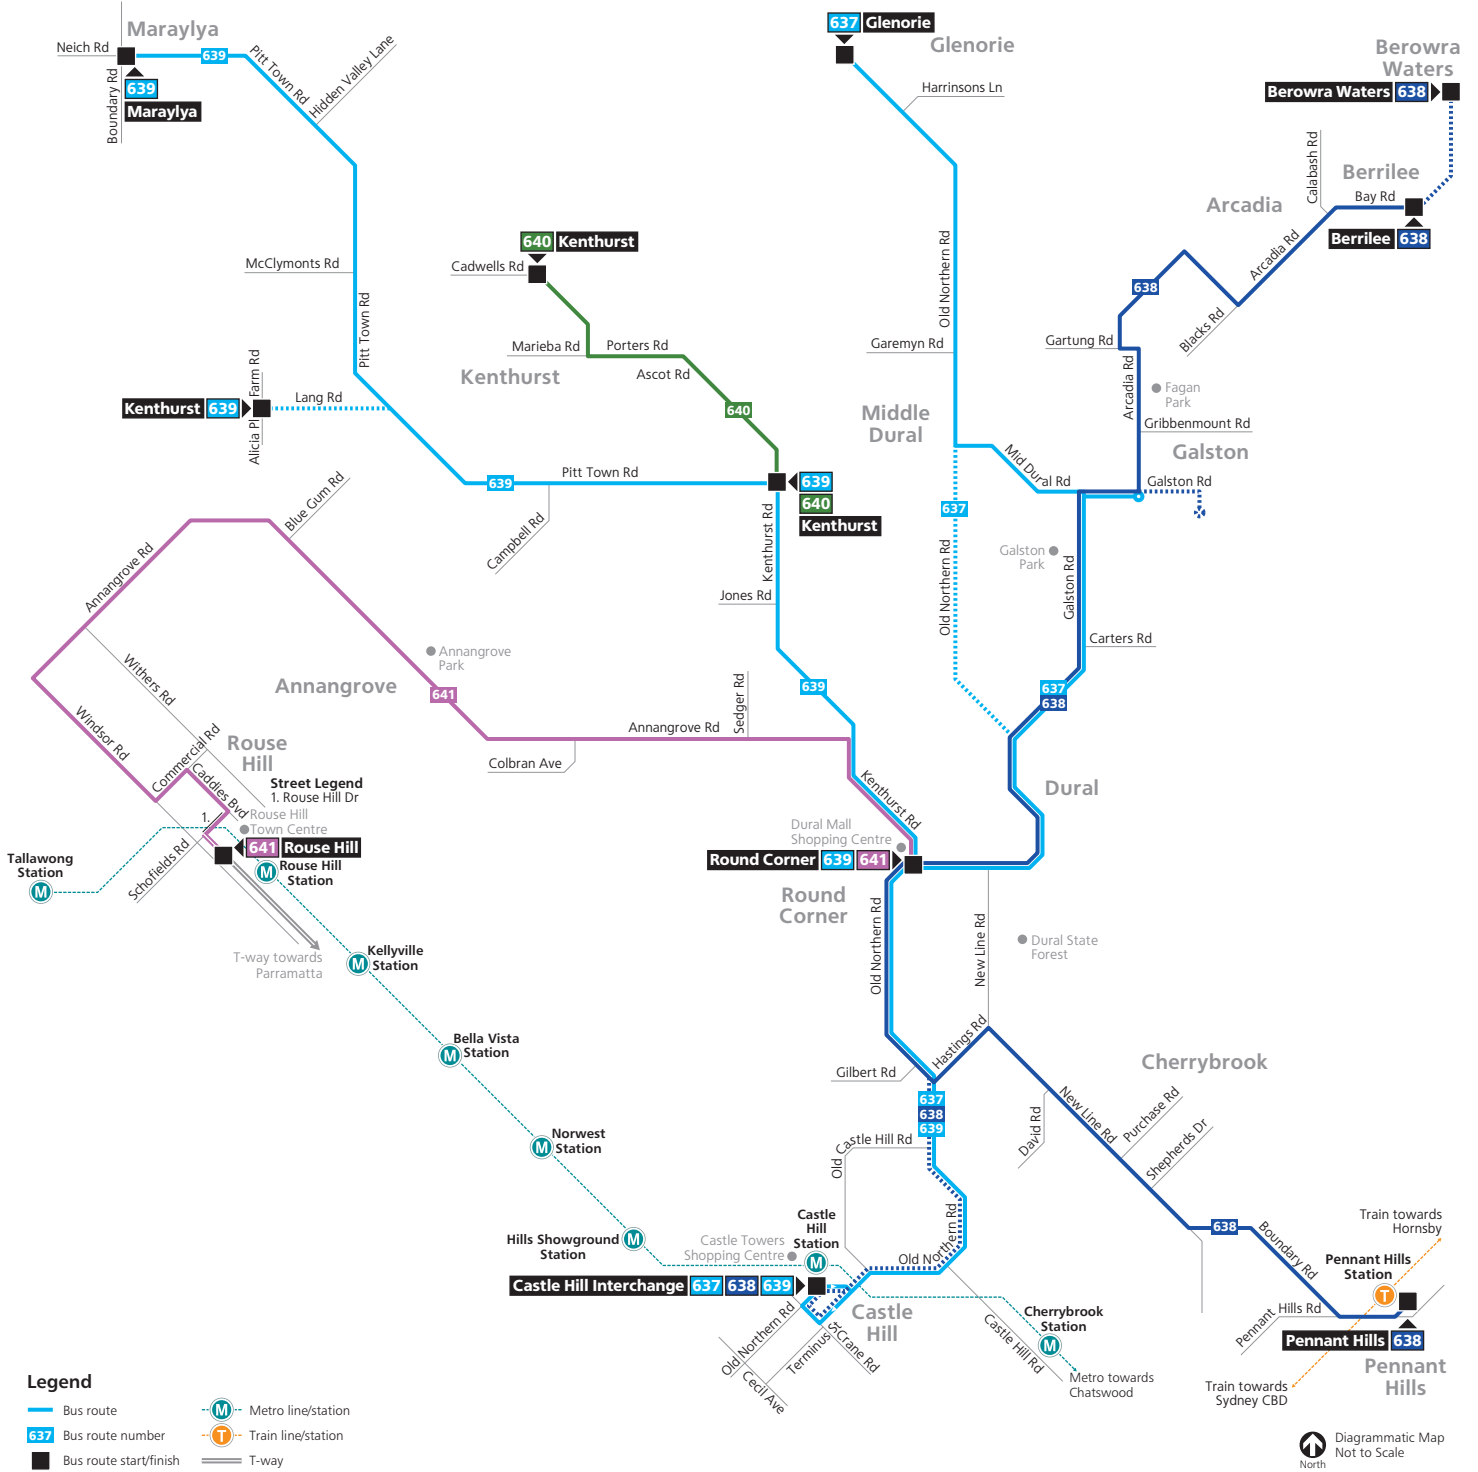 Maraylya
Neich Rd
639
Pitt Town Rd
Hidden Valley Lane
Boundary Rd
639
Maraylya
637 Glenorie
Glenorie
Harrinsons Ln
Berowra
Waters
Berowra Waters 638
Calabash Rd
Berrilee
Bay Rd
Arcadia
Berrilee 638
Arcadia Rd
638
Blacks Rd
Gartung Rd
Arcadia Rd
Fagan
Park
Gribbenmount Rd
Galston
640 Kenthurst
Cadwells Rd
McClymonts Rd
Pitt Town Rd
Marieba Rd
Porters Rd
Ascot Rd
Kenthurst
640
Old Northern Rd
Garemyn Rd
Middle
Dural
Mid Dural Rd
Galston Rd
Farm Rd
Alicia Pl
Lang Rd
Kenthurst 639
Pitt Town Rd
639
639
640
Kenthurst
637
Blue Gum Rd
Campbell Rd
Kenthurst Rd
Jones Rd
Old Northern Rd
Galston
Park
Galston Rd
Carters Rd
Annangrove Rd
Withers Rd
Annangrove
Park
Annangrove
641
639
637
638
Windsor Rd
Commercial Rd
Rouse
Hill
Annangrove Rd
Sedger Rd
Colbran Ave
Caddies Bvd
Street Legend
1. Rouse Hill Dr
Rouse Hill
Town Centre
1.
641 Rouse Hill
Kenthurst Rd
Dural
Dural Mall
Shopping Centre
Round Corner 639 641
Round
Corner
Tallawong
Station
M
Schofields Rd
M
Rouse Hill
Station
T-way towards
Parramatta
M
Kellyville
Station
Old Northern Rd
New Line Rd
Dural State
Forest
M
Bella Vista
Station
Gilbert Rd
Hastings Rd
Cherrybrook
637
638
639
David Rd
New Line Rd
Purchase Rd
Shepherds Dr
M
Norwest
Station
Old Castle Hill Rd
Castle
Hill
Station
M
Hills Showground
Station
M
Castle Towers
Shopping Centre
Old Northern Rd
Old Northern Rd
638
Boundary Rd
Train towards
Hornsby
Pennant Hills
Station
T
Castle Hill Interchange 637 638 639
Castle
Hill
Old Northern Rd
Terminus St
Crane Rd
Cecil Ave
Castle Hill Rd
Cherrybrook
Station
M
Metro towards
Chatswood
Pennant Hills Rd
Pennant Hills 638
Pennant
Hills
Train towards
Sydney CBD
Legend
Bus route
637 Bus route number
Bus route start/finish
M Metro line/station
T Train line/station
T-way
North
Diagrammatic Map
Not to Scale